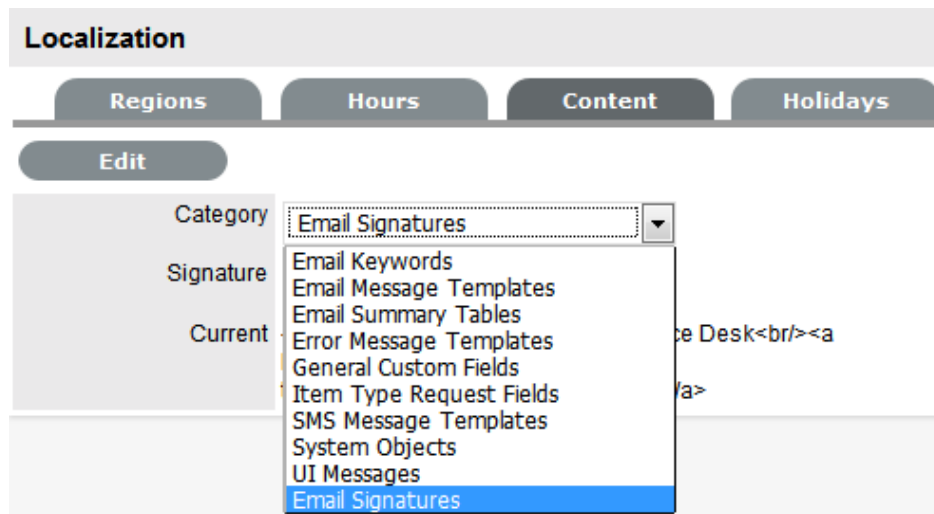 Localization
Regions Hours Content Holidays
Edit
Category Email Signatures
Email Keywords
Signature
Email Message Templates
Email Summary Tables
Current Error Message Templates ce Desk<br/><a
General Custom Fields
Item Type Request Fields /a>
SMS Message Templates
System Objects
UI Messages
Email Signatures